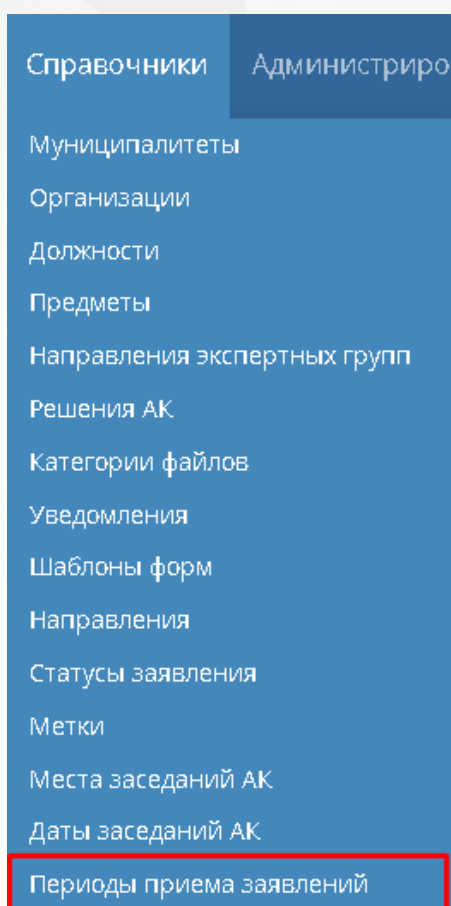 Справочники Администриро
Муниципалитеты
Организации
Должности
Предметы
Направления экспертных групп
Решения АК
Категории файлов
Уведомления
Шаблоны форм
Направления
Статусы заявления
Метки
Места заседаний АК
Даты заседаний АК
Периоды приема заявлений